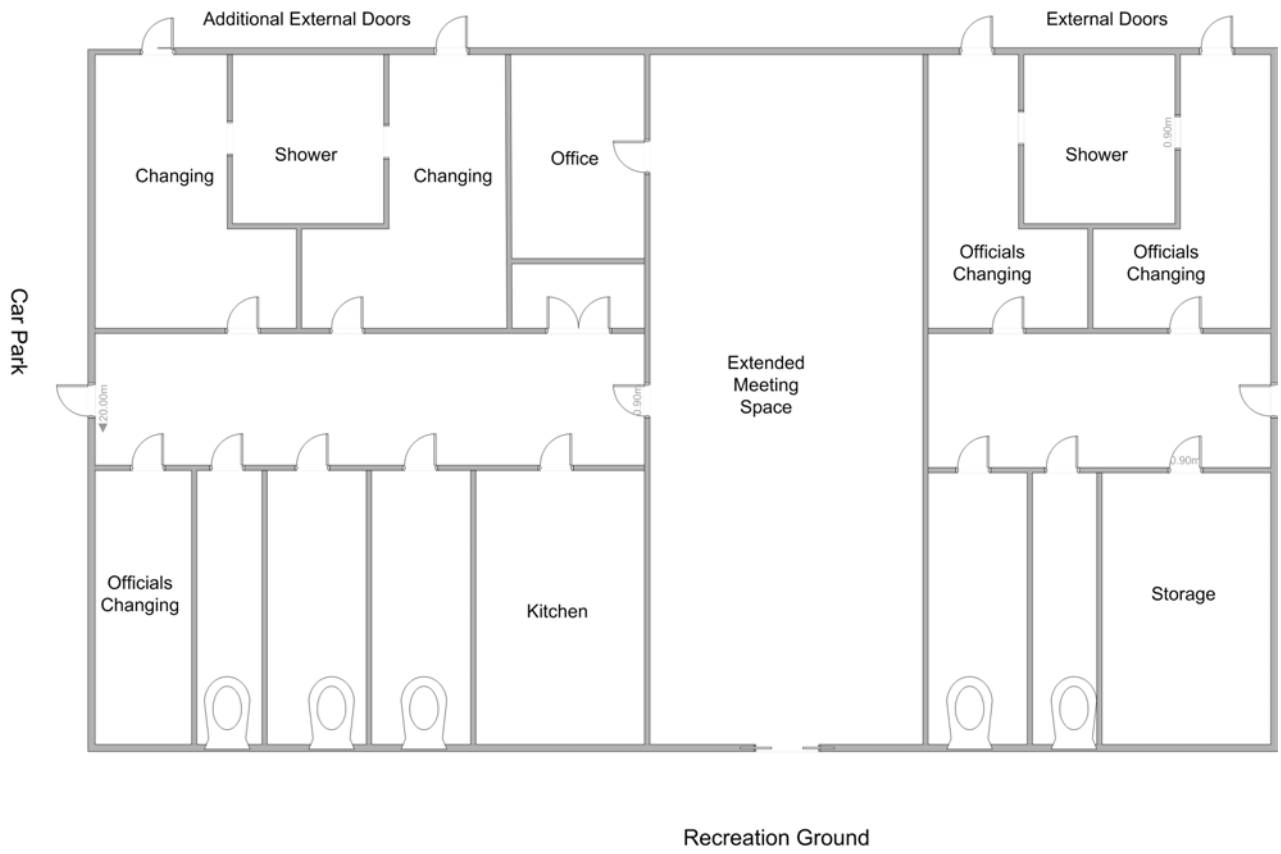 Additional External Doors
External Doors
Changing
Shower
Changing
Office
Shower
0.90m
Officials
Changing
Officials
Changing
Car Park
20.00m
0.90m
Extended
Meeting
Space
0.90m
Officials
Changing
Kitchen
Storage
Recreation Ground